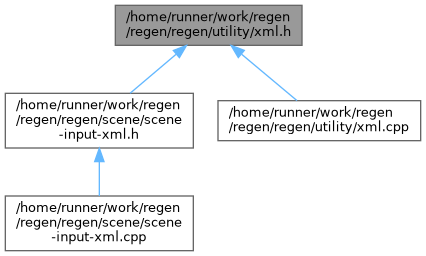 /home/runner/work/regen
/regen/regen/utility/xml.h
/home/runner/work/regen
/regen/regen/scene/scene
-input-xml.h
/home/runner/work/regen
/regen/regen/utility/xml.cpp
/home/runner/work/regen
/regen/regen/scene/scene
-input-xml.cpp